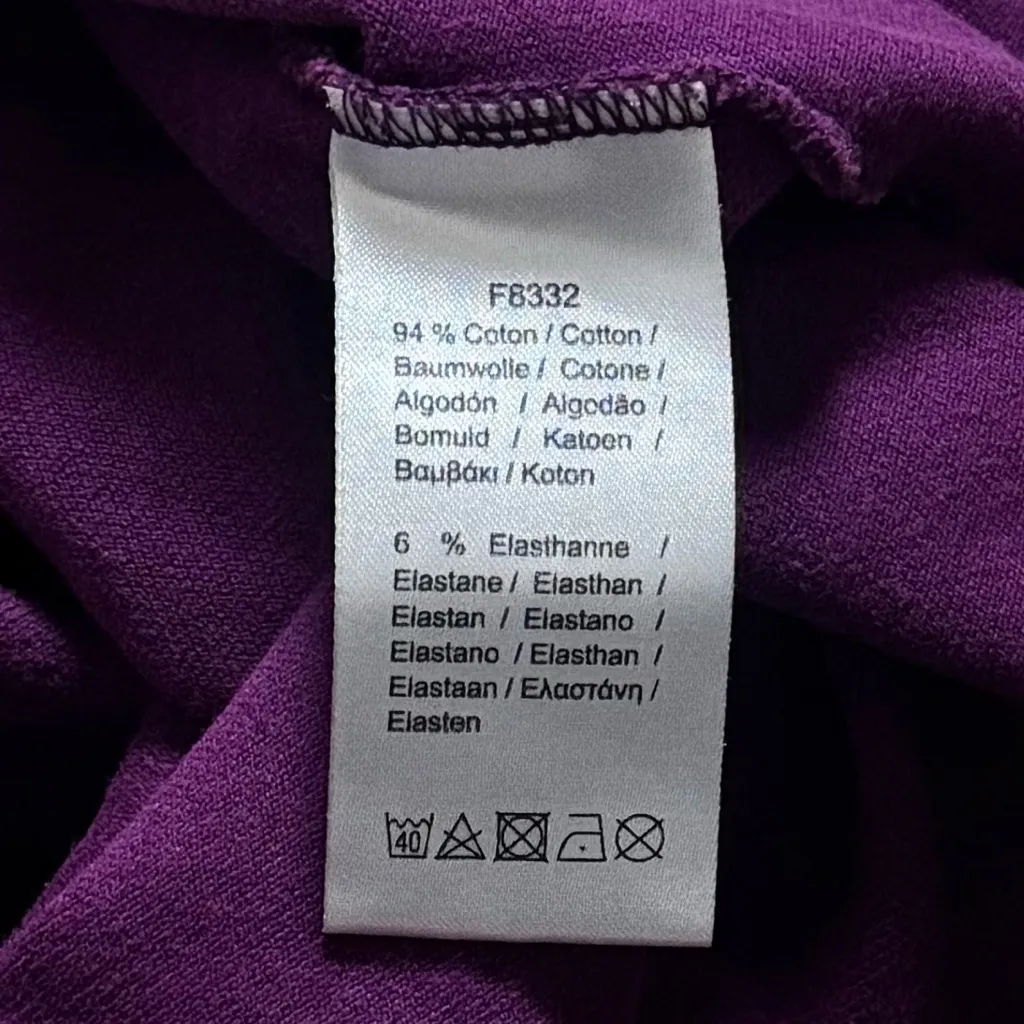 F8332
94 % Coton / Cotton /
Baumwolle / Cotone /
Algodón / Algodão /
Bomuld / Katoen /
Βαμβάκι / Koton
6 % Elasthanne /
Elastane / Elasthan /
Elastan / Elastano /
Elastano / Elasthan /
Elastaan / Ελαστάνη /
Elasten
40